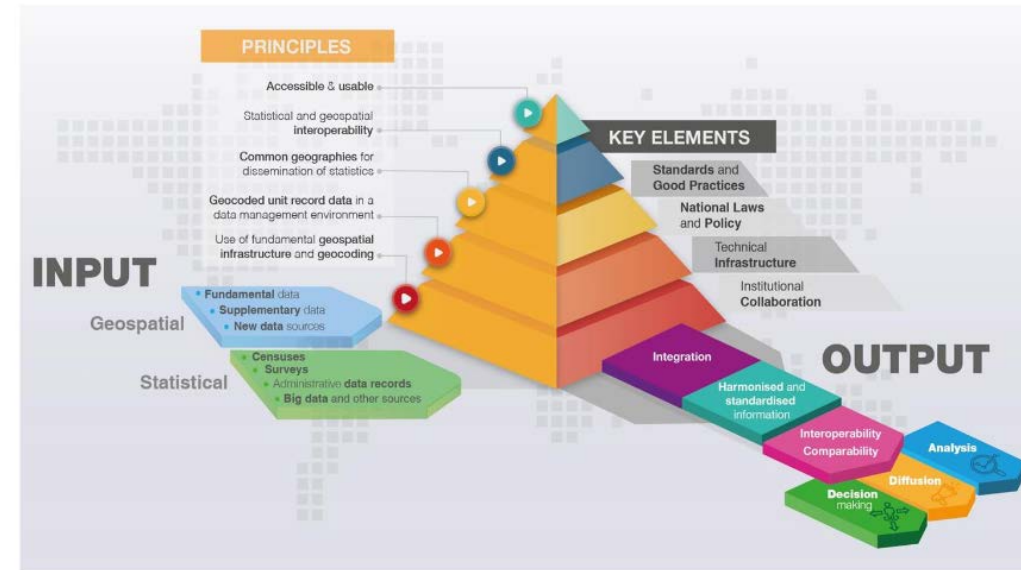 PRINCIPLES
Accessible & usable
Statistical and geospatial
interoperability
Common geographies for
dissemination of statistics
Geocoded unit record data in a
data management environment
Use of fundamental geospatial
infrastructure and geocoding
KEY ELEMENTS
Standards and
Good Practices
National Laws
and Policy
Technical
Infrastructure
Institutional
Collaboration
INPUT
Geospatial
• Fundamental data
• Supplementary data
• New data sources
Statistical
• Censuses
• Surveys
• Administrative data records
• Big data and other sources
OUTPUT
Integration
Harmonised and
standardised
information
Interoperability
Comparability
Analysis
Diffusion
Decision
making